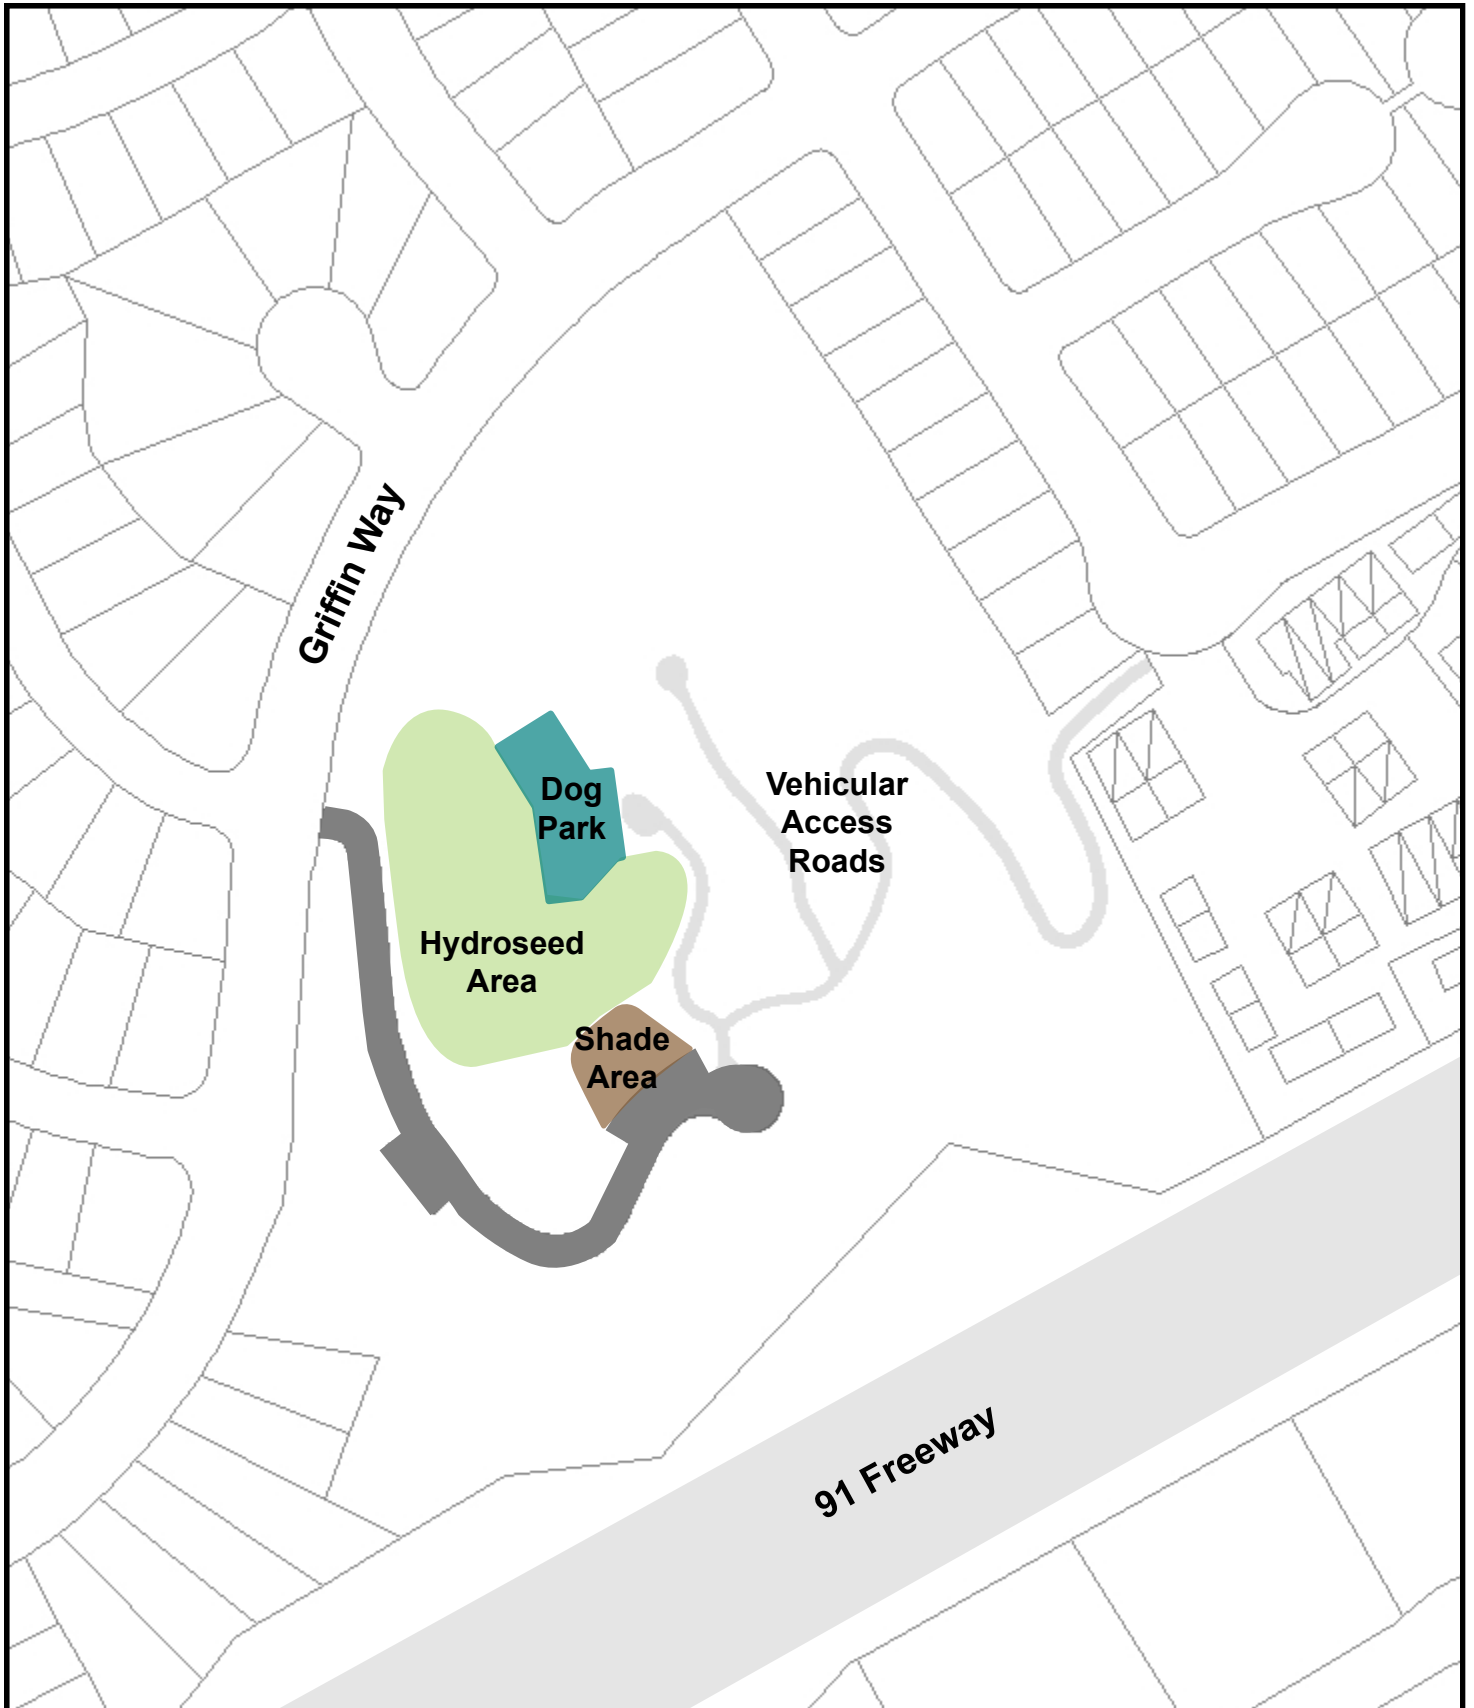 Griffin Way
Dog
Park
Vehicular
Access
Roads
Hydroseed
Area
Shade
Area
91 Freeway